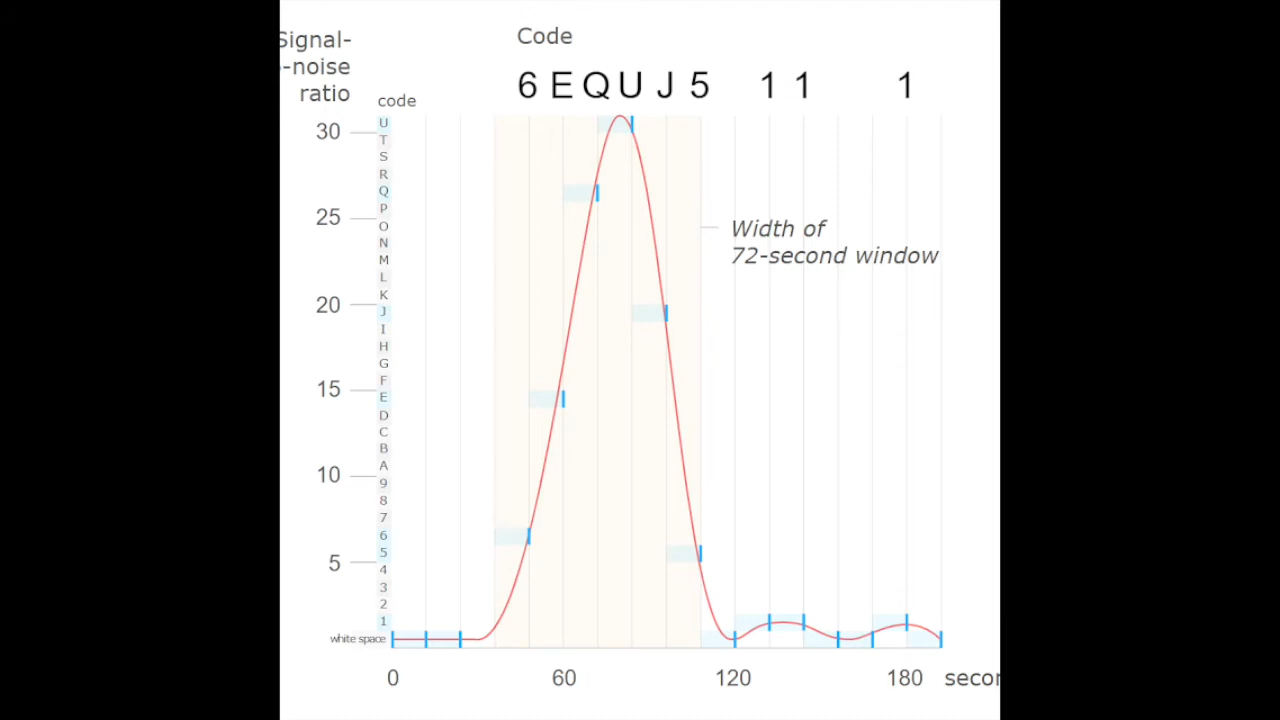 Signal-
-noise
ratio
Code
code
6 E Q U J 5 1 1 1
30
25
20
15
10
5
U
T
S
R
Q
P
O
N
M
L
K
J
I
H
G
F
E
D
C
B
A
9
8
7
6
5
4
3
2
1
white space
Width of
72-second window
0 60 120 180 secon